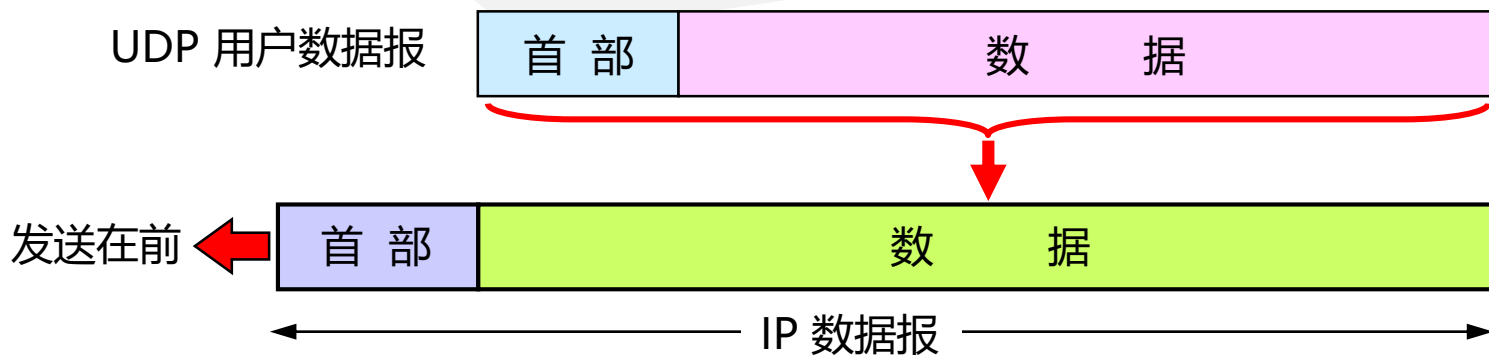 UDP 用户数据报 首 部 数 据
发送在前 首 部 数 据
IP 数据报